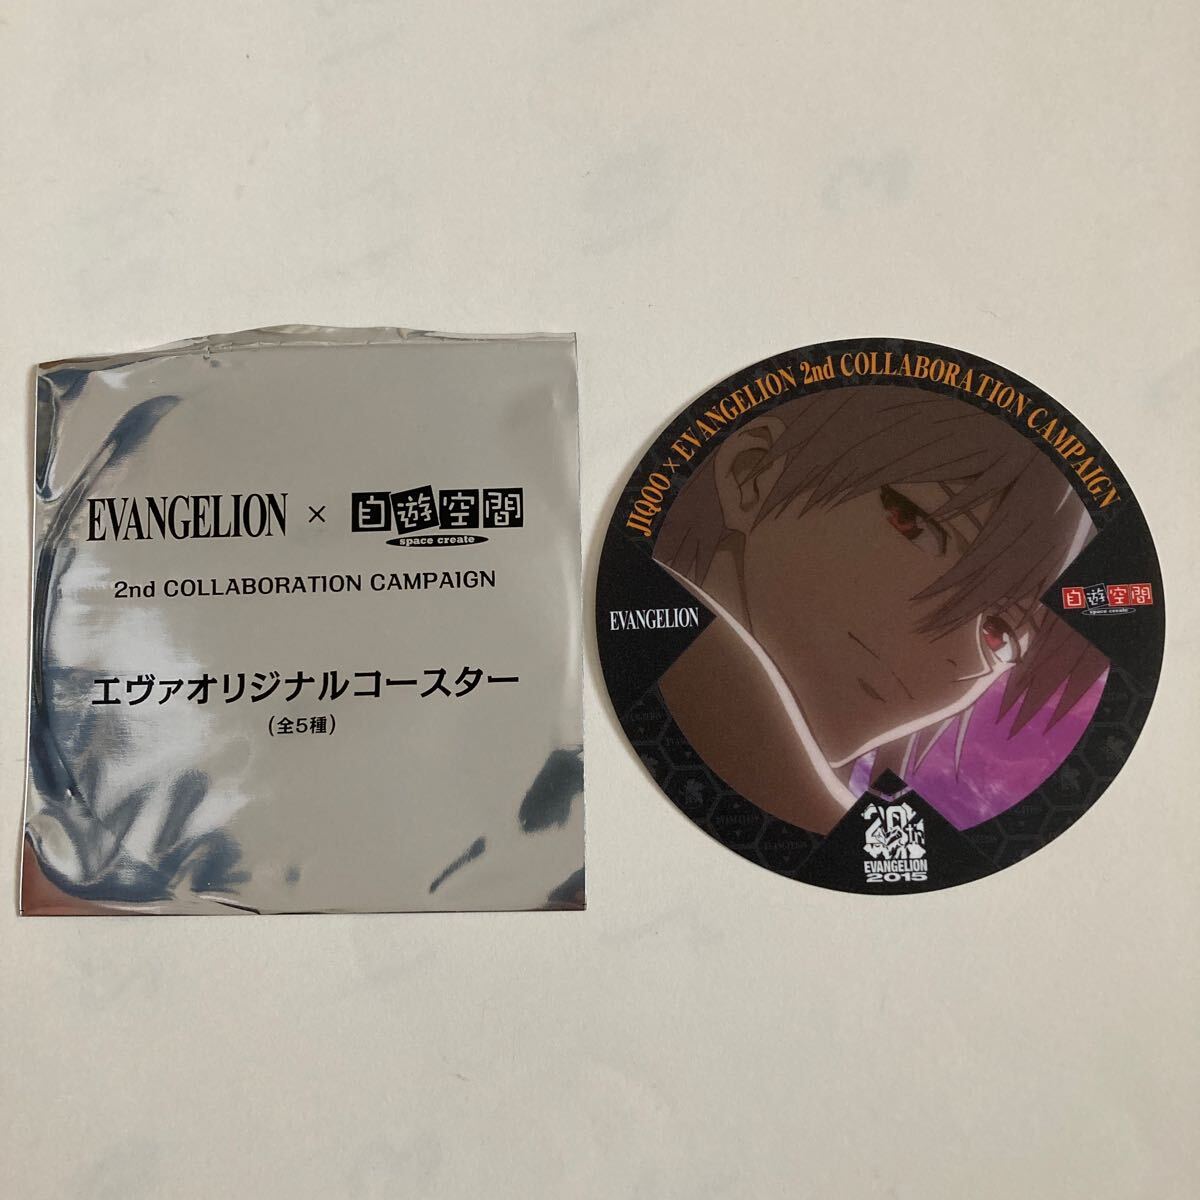 EVANGELION × 自遊空間
space create
2nd COLLABORATION CAMPAIGN
エヴァオリジナルコースター
(全5種)
JIQOO × EVANGELION 2nd COLLABORATION CAMPAIGN
EVANGELION
自遊空間
space create
20th
EVANGELION
2015